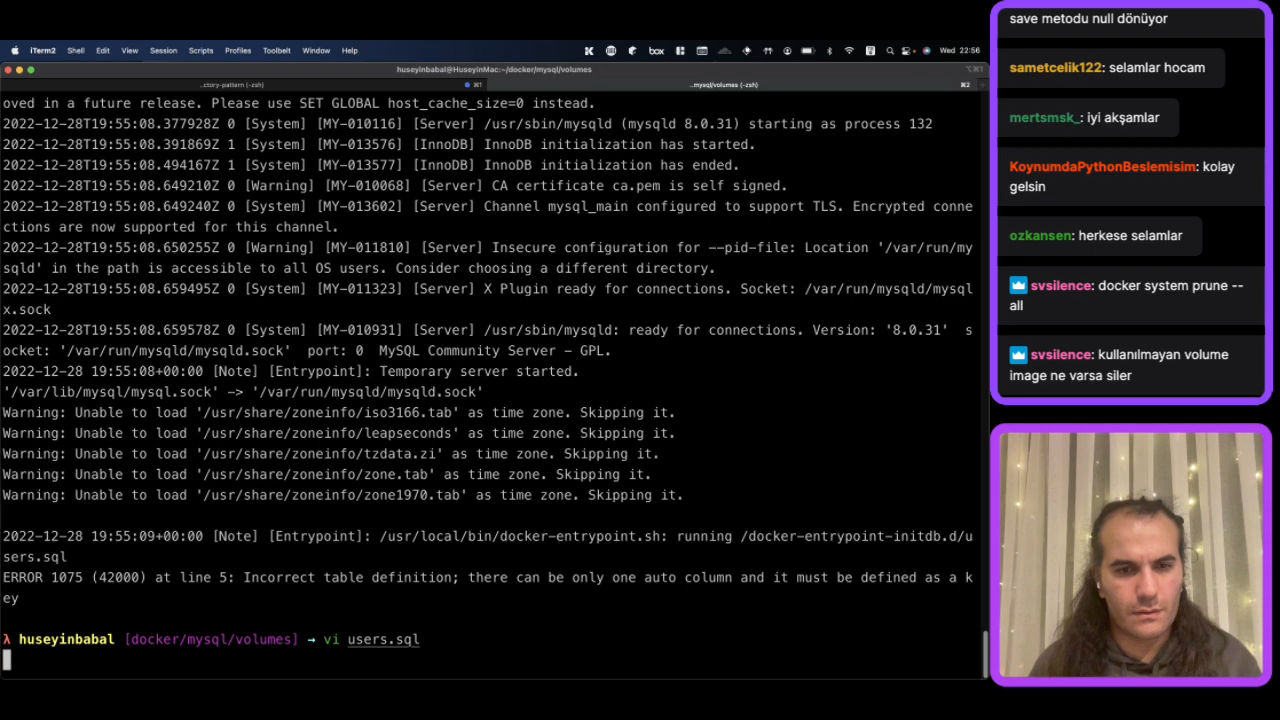 iTerm2 Shell Edit View Session Scripts Profiles Toolbelt Window Help
box
Wed 22:56
huseyinbabal@HuseyinMac:~/docker/mysql/volumes
⌥⌘1
..ctory-pattern (-zsh)
⌘1
..mysql/volumes (-zsh)
⌘2
oved in a future release. Please use SET GLOBAL host_cache_size=0 instead.
2022-12-28T19:55:08.377928Z 0 [System] [MY-010116] [Server] /usr/sbin/mysqld (mysqld 8.0.31) starting as process 132
2022-12-28T19:55:08.391869Z 1 [System] [MY-013576] [InnoDB] InnoDB initialization has started.
2022-12-28T19:55:08.494167Z 1 [System] [MY-013577] [InnoDB] InnoDB initialization has ended.
2022-12-28T19:55:08.649210Z 0 [Warning] [MY-010068] [Server] CA certificate ca.pem is self signed.
2022-12-28T19:55:08.649240Z 0 [System] [MY-013602] [Server] Channel mysql_main configured to support TLS. Encrypted conne
ctions are now supported for this channel.
2022-12-28T19:55:08.650255Z 0 [Warning] [MY-011810] [Server] Insecure configuration for --pid-file: Location '/var/run/my
sqld' in the path is accessible to all OS users. Consider choosing a different directory.
2022-12-28T19:55:08.659495Z 0 [System] [MY-011323] [Server] X Plugin ready for connections. Socket: /var/run/mysqld/mysql
x.sock
2022-12-28T19:55:08.659578Z 0 [System] [MY-010931] [Server] /usr/sbin/mysqld: ready for connections. Version: '8.0.31'  s
ocket: '/var/run/mysqld/mysqld.sock'  port: 0  MySQL Community Server - GPL.
2022-12-28 19:55:08+00:00 [Note] [Entrypoint]: Temporary server started.
'/var/lib/mysql/mysql.sock' -> '/var/run/mysqld/mysqld.sock'
Warning: Unable to load '/usr/share/zoneinfo/iso3166.tab' as time zone. Skipping it.
Warning: Unable to load '/usr/share/zoneinfo/leapseconds' as time zone. Skipping it.
Warning: Unable to load '/usr/share/zoneinfo/tzdata.zi' as time zone. Skipping it.
Warning: Unable to load '/usr/share/zoneinfo/zone.tab' as time zone. Skipping it.
Warning: Unable to load '/usr/share/zoneinfo/zone1970.tab' as time zone. Skipping it.
2022-12-28 19:55:09+00:00 [Note] [Entrypoint]: /usr/local/bin/docker-entrypoint.sh: running /docker-entrypoint-initdb.d/u
sers.sql
ERROR 1075 (42000) at line 5: Incorrect table definition; there can be only one auto column and it must be defined as a k
ey
λ huseyinbabal [docker/mysql/volumes] → vi users.sql
save metodu null dönüyor
sametcelik122: selamlar hocam
mertsmsk_: iyi akşamlar
KoynumdaPythonBeslemisim: kolay
gelsin
ozkansen: herkese selamlar
svsilence: docker system prune --
all
svsilence: kullanılmayan volume
image ne varsa siler